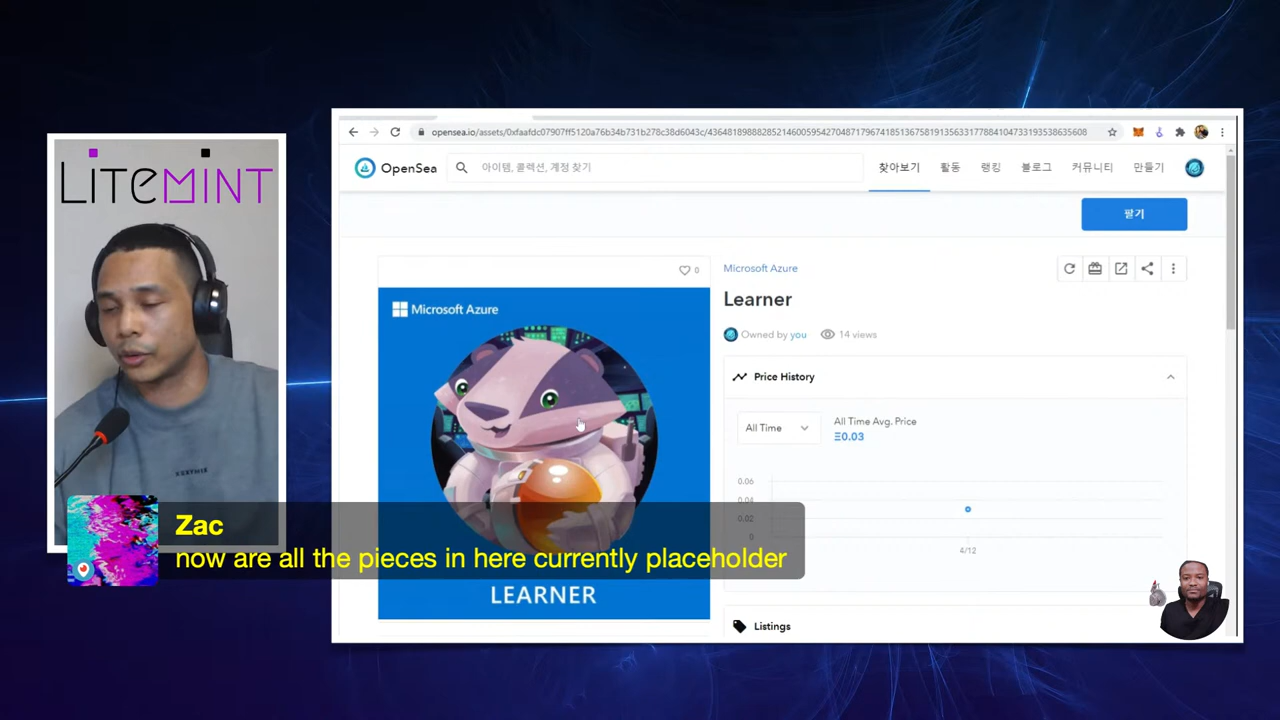 LITEMINT
opensea.io/assets/0xfaafdc07907ff5120a76b34b731b278c38d6043c/43648189888285214600595427048717967418513675819135633177884104733193538635608
OpenSea
아이템, 콜렉션, 계정 찾기
찾아보기
활동
랭킹
블로그
커뮤니티
만들기
팔기
0
Microsoft Azure
LEARNER
Microsoft Azure
Learner
Owned by you
14 views
Price History
All Time
All Time Avg. Price
Ξ0.03
0.06
0.04
0.02
0
4/12
Listings
Zac
now are all the pieces in here currently placeholder